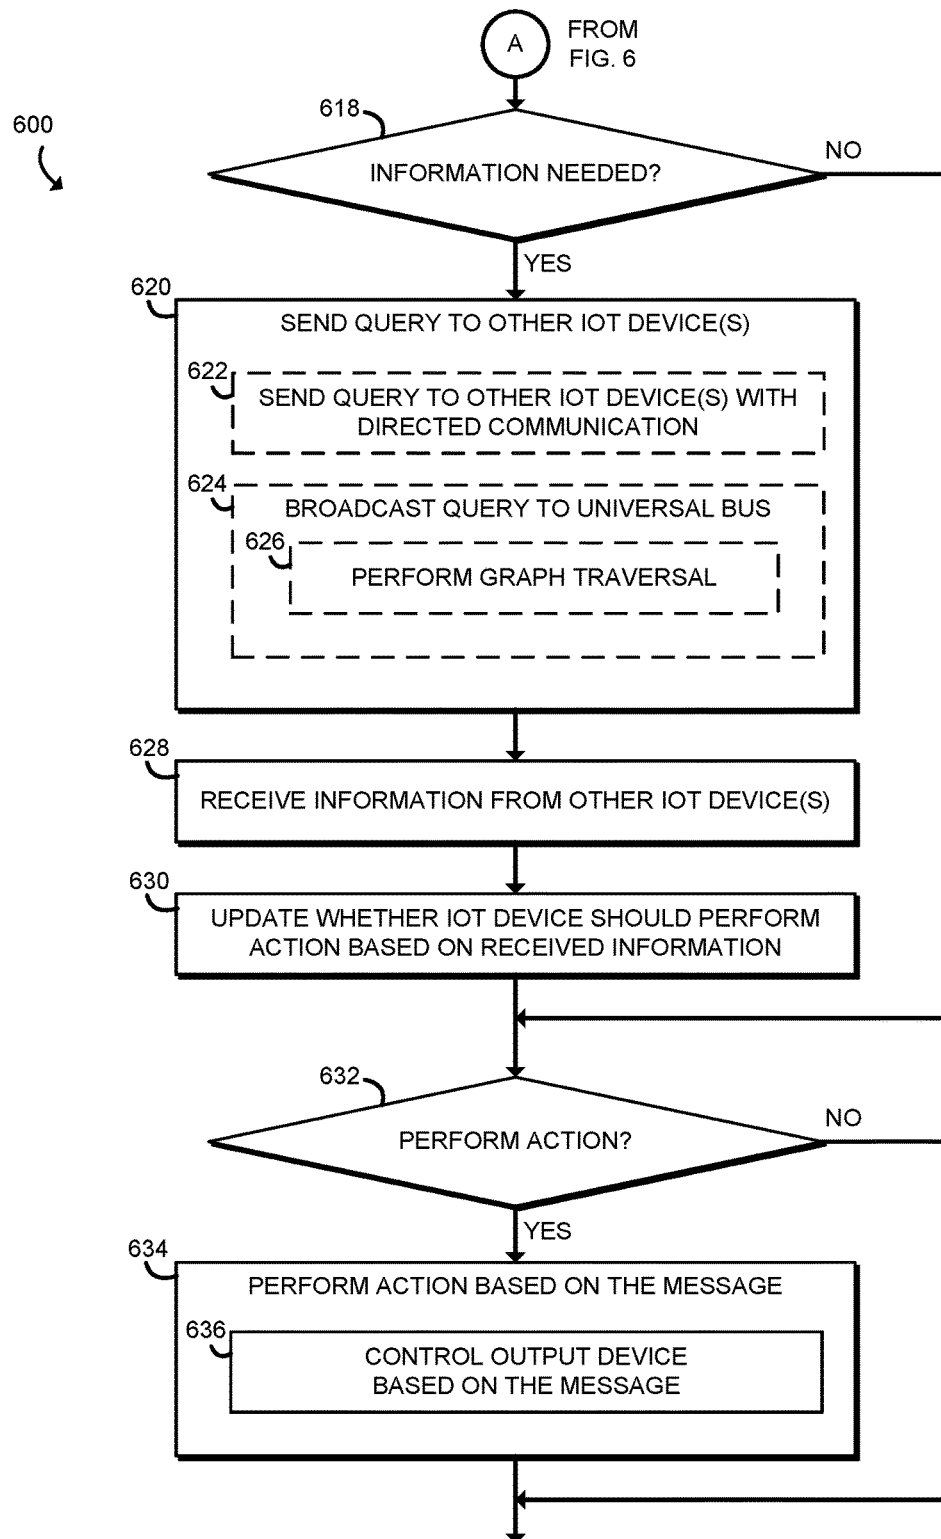 A
FROM
FIG. 6
600
618
INFORMATION NEEDED?
NO
YES
620
SEND QUERY TO OTHER IOT DEVICE(S)
622
SEND QUERY TO OTHER IOT DEVICE(S) WITH
DIRECTED COMMUNICATION
624
BROADCAST QUERY TO UNIVERSAL BUS
626
PERFORM GRAPH TRAVERSAL
628
RECEIVE INFORMATION FROM OTHER IOT DEVICE(S)
630
UPDATE WHETHER IOT DEVICE SHOULD PERFORM
ACTION BASED ON RECEIVED INFORMATION
632
PERFORM ACTION?
NO
YES
634
PERFORM ACTION BASED ON THE MESSAGE
636
CONTROL OUTPUT DEVICE
BASED ON THE MESSAGE